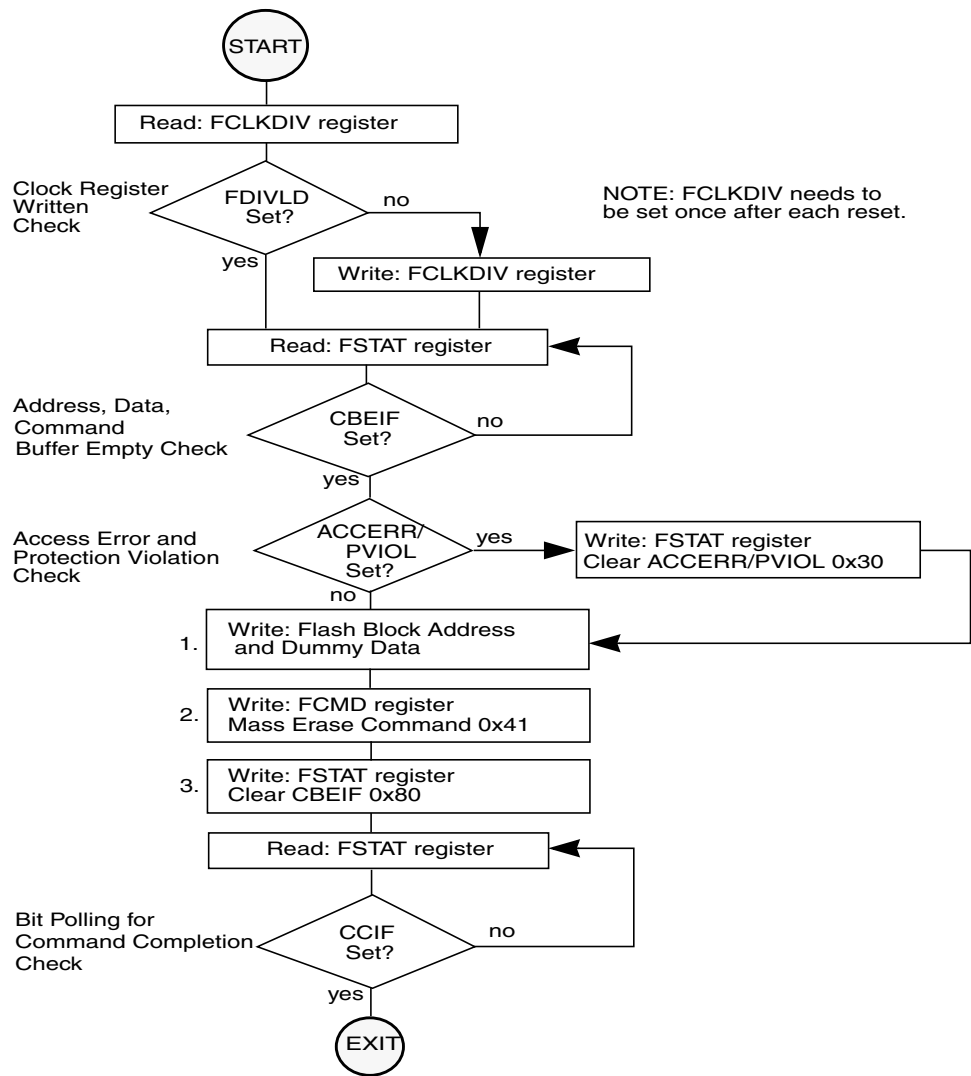 START
Read: FCLKDIV register
Clock Register
Written
Check
FDIVLD
Set?
no
yes
NOTE: FCLKDIV needs to
be set once after each reset.
Write: FCLKDIV register
Read: FSTAT register
Address, Data,
Command
Buffer Empty Check
CBEIF
Set?
no
yes
Access Error and
Protection Violation
Check
ACCERR/
PVIOL
Set?
yes
no
Write: FSTAT register
Clear ACCERR/PVIOL 0x30
1.
Write: Flash Block Address
and Dummy Data
2.
Write: FCMD register
Mass Erase Command 0x41
3.
Write: FSTAT register
Clear CBEIF 0x80
Read: FSTAT register
Bit Polling for
Command Completion
Check
CCIF
Set?
no
yes
EXIT